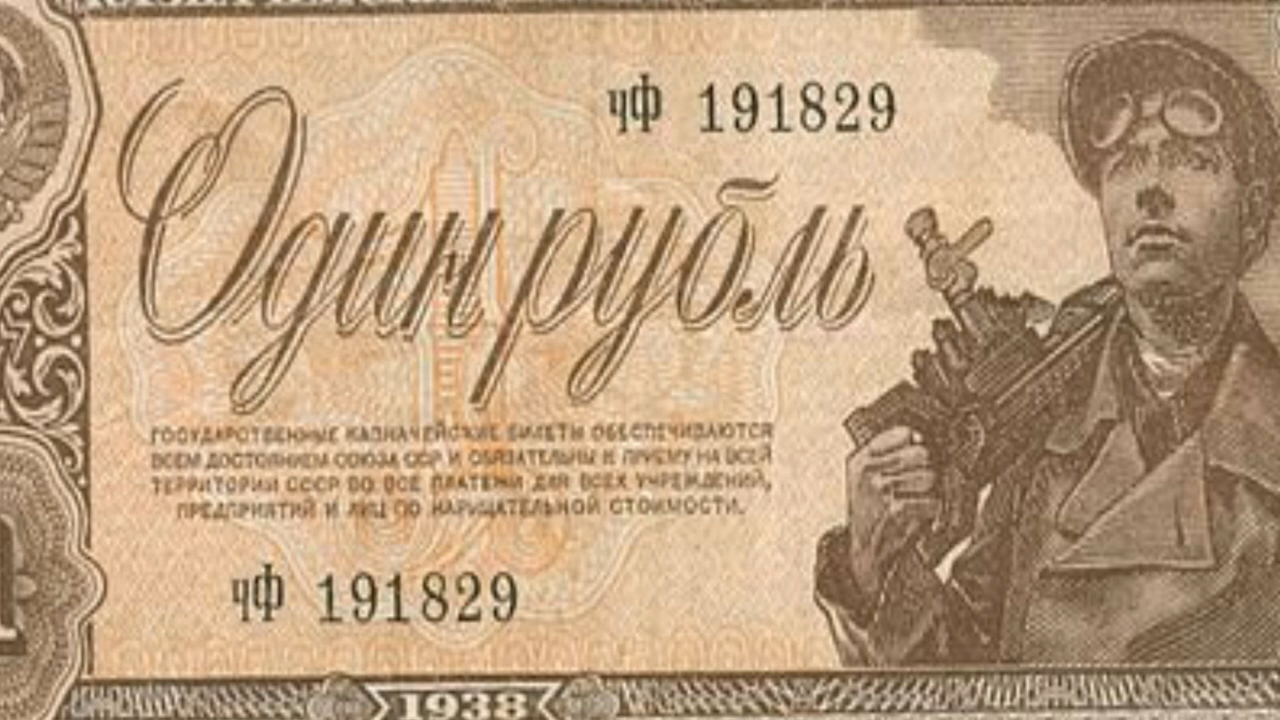 чФ 191829
Один рубль
ГОСУДАРСТВЕННЫЕ КАЗНАЧЕЙСКИЕ БИЛЕТЫ ОБЕСПЕЧИВАЮТСЯ
ВСЕМ ДОСТОЯНИЕМ СОЮЗА ССР И ОБЯЗАТЕЛЬНЫ К ПРИЕМУ НА ВСЕЙ
ТЕРРИТОРИИ СССР ВО ВСЕ ПЛАТЕЖИ ДЛЯ ВСЕХ УЧРЕЖДЕНИЙ,
ПРЕДПРИЯТИЙ И ЛИЦ ПО НАРИЦАТЕЛЬНОЙ СТОИМОСТИ.
чФ 191829
1938